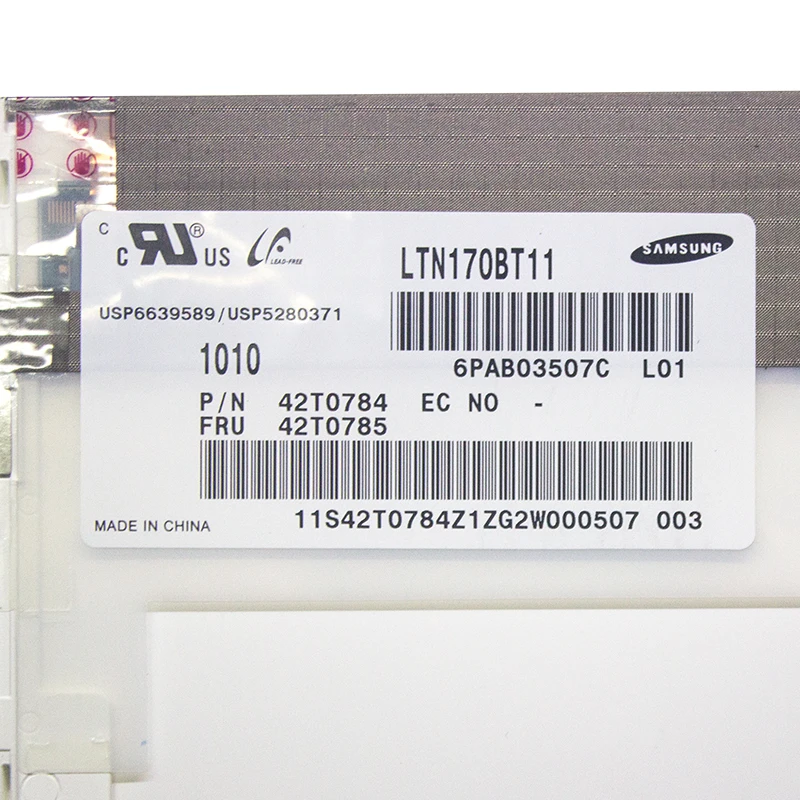 C
C UR ® US
LEAD-FREE
LTN170BT11
SAMSUNG
USP6639589/USP5280371
1010
6PAB03507C L01
P/N 42T0784 EC NO -
FRU 42T0785
11S42T0784Z1ZG2W000507 003
MADE IN CHINA